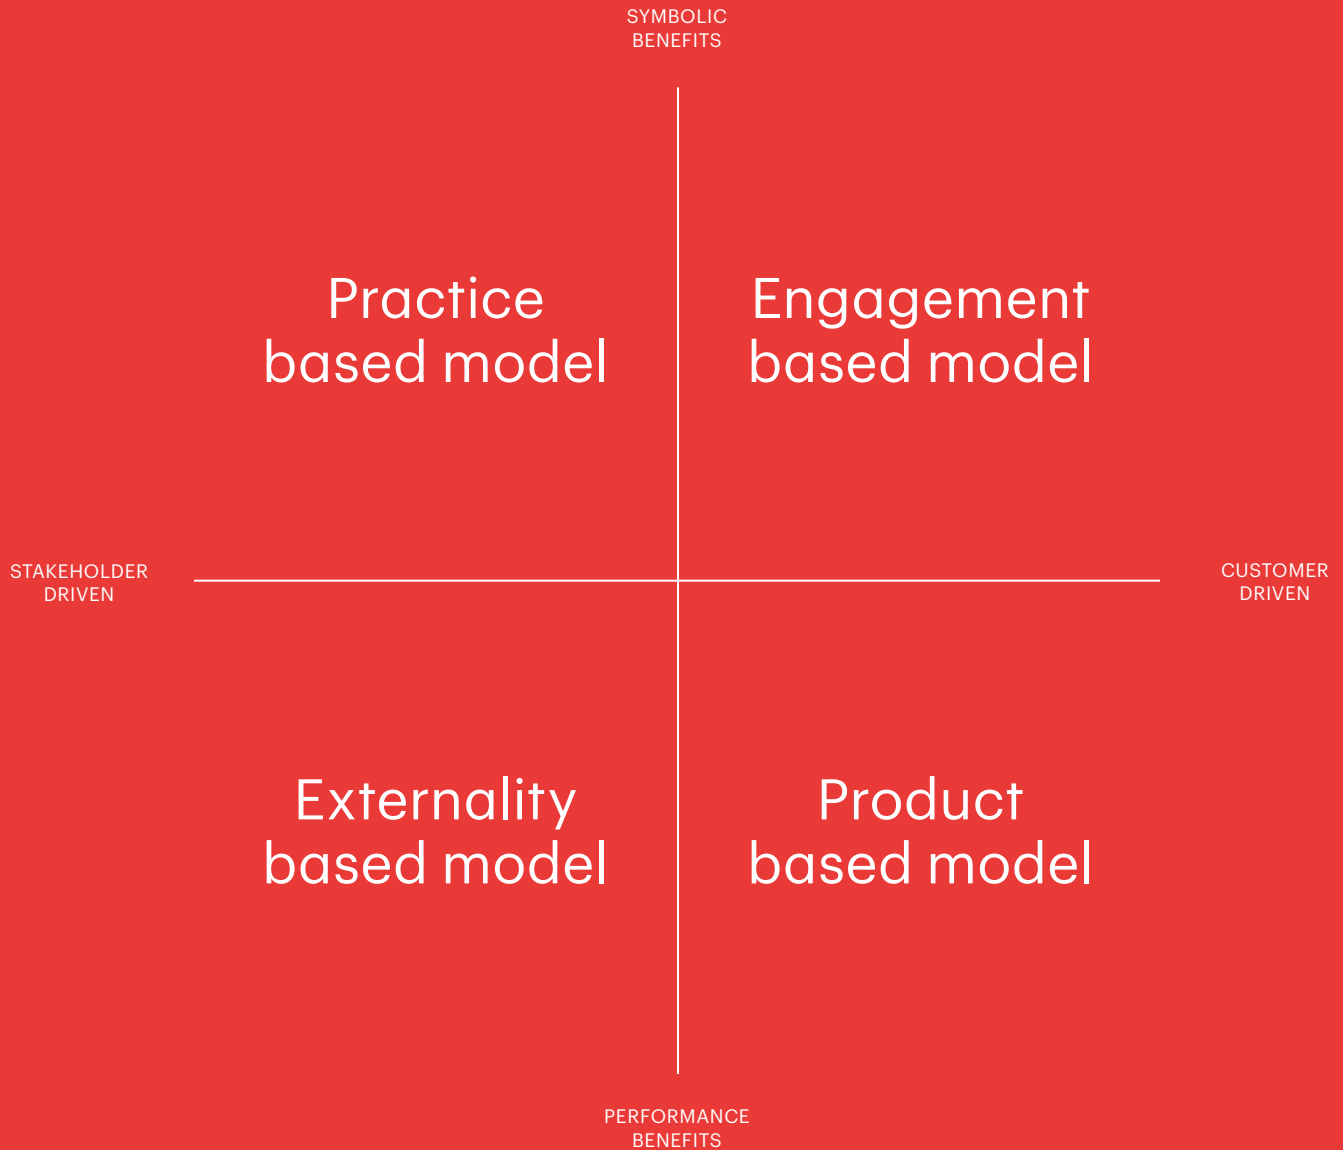 SYMBOLIC
BENEFITS
Practice
based model
Engagement
based model
STAKEHOLDER
DRIVEN
CUSTOMER
DRIVEN
Externality
based model
Product
based model
PERFORMANCE
BENEFITS